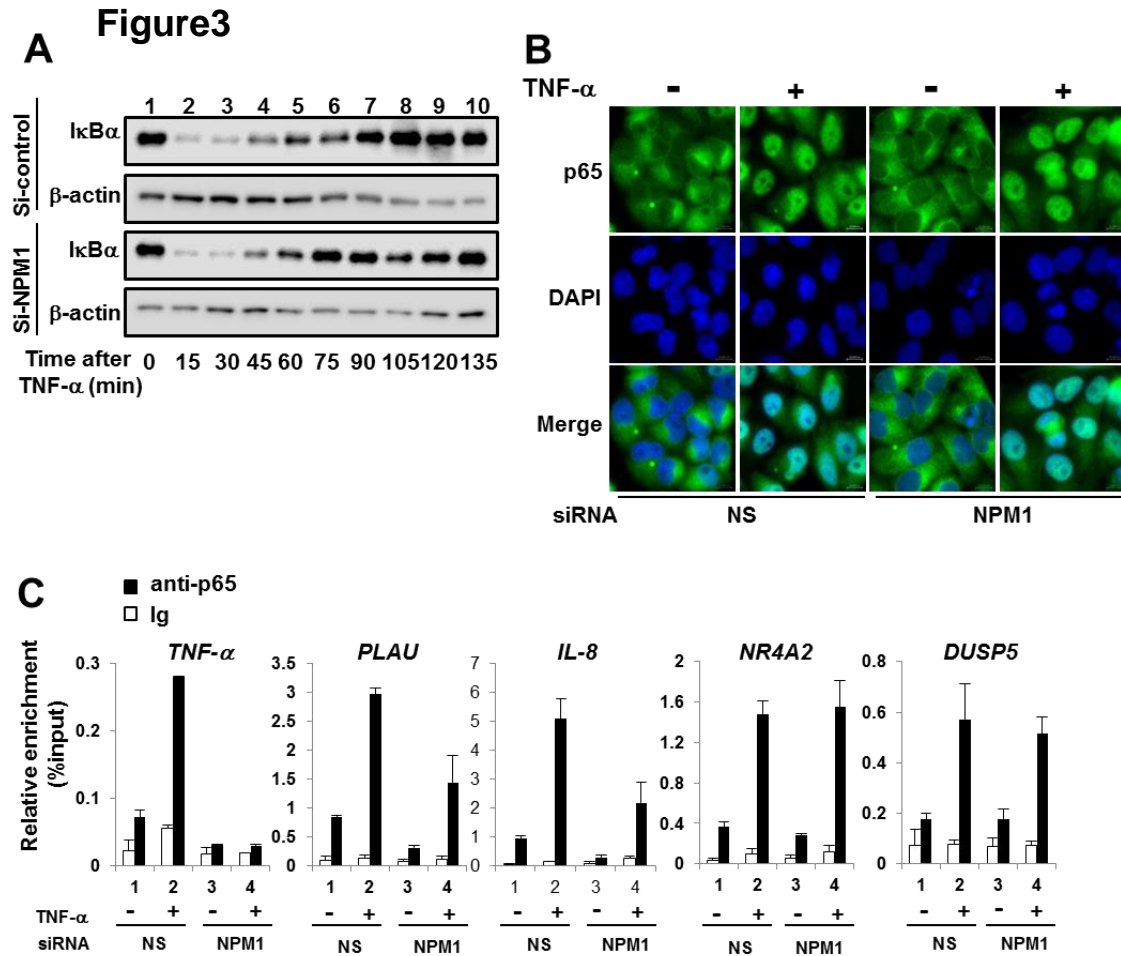 Figure3
A
1 2 3 4 5 6 7 8 9 10
Si-control
IκBα
β-actin
Si-NPM1
IκBα
β-actin
Time after 0 15 30 45 60 75 90 105 120 135
TNF-α (min)
B
TNF-α - + - +
p65
DAPI
Merge
siRNA NS NPM1
C
anti-p65
Ig
Relative enrichment
(%input)
TNF-α
0.3
0.2
0.1
0
1 2 3 4
PLAU
3.5
3
2.5
2
1.5
1
0.5
0
1 2 3 4
IL-8
7
6
5
4
3
2
1
0
1 2 3 4
NR4A2
2
1.6
1.2
0.8
0.4
0
1 2 3 4
DUSP5
0.8
0.6
0.4
0.2
0
1 2 3 4
TNF-α - + - + - + - + - + - + - + - + - + - +
siRNA NS NPM1 NS NPM1 NS NPM1 NS NPM1 NS NPM1